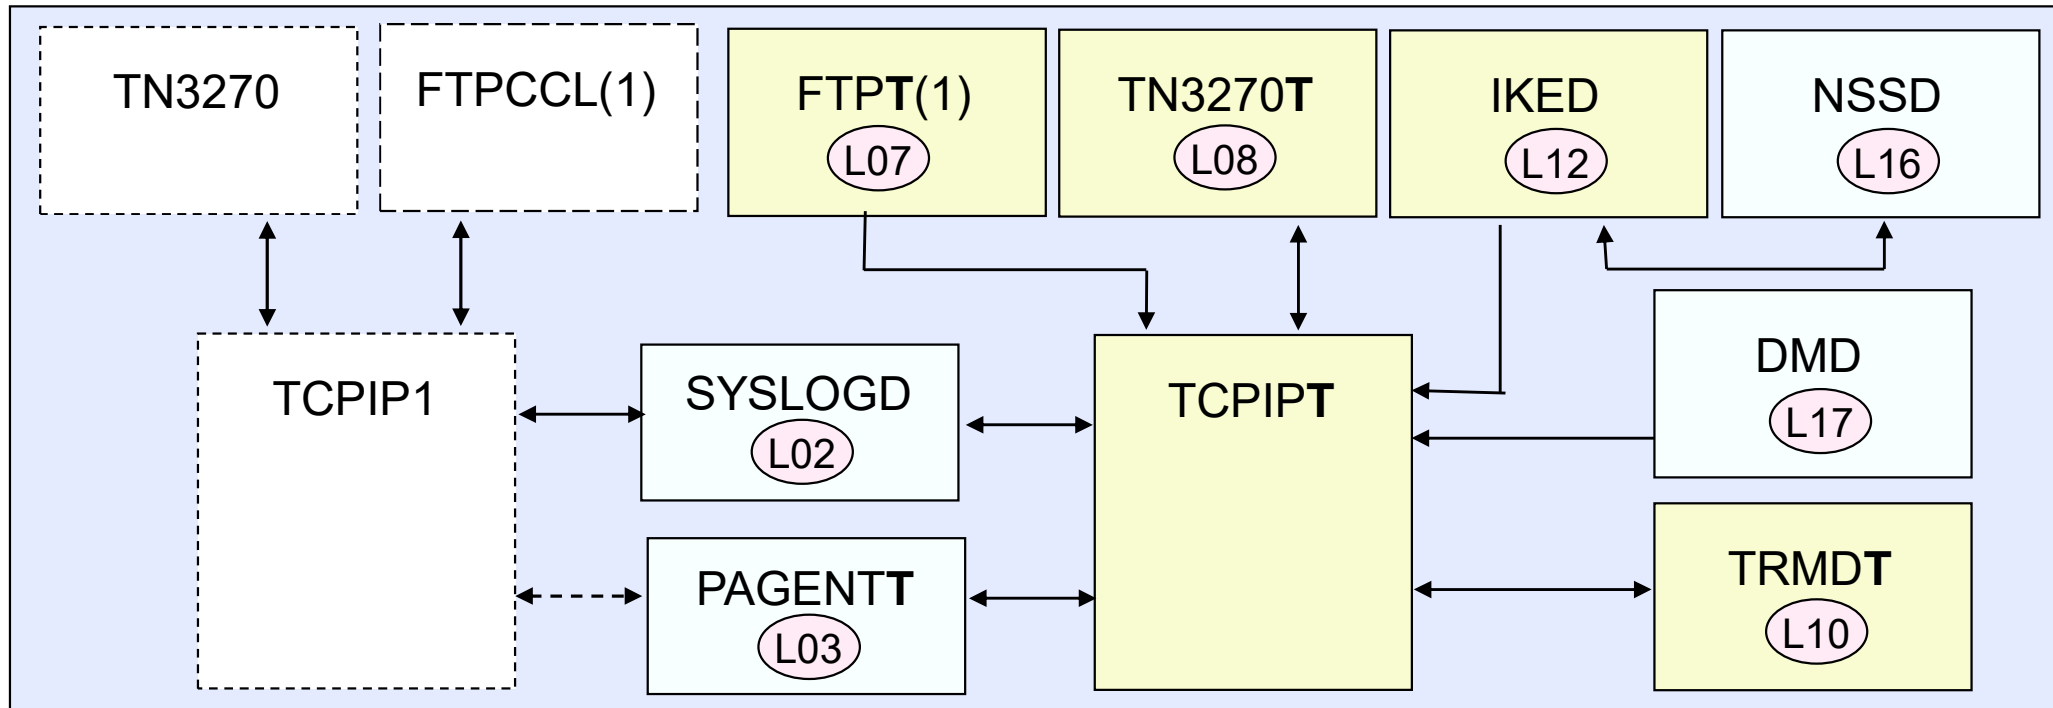 TN3270
FTPCCL(1)
FTPT(1)
L07
TN3270T
L08
IKED
L12
NSSD
L16
TCPIP1
SYSLOGD
L02
TCPIPT
DMD
L17
PAGENTT
L03
TRMDT
L10